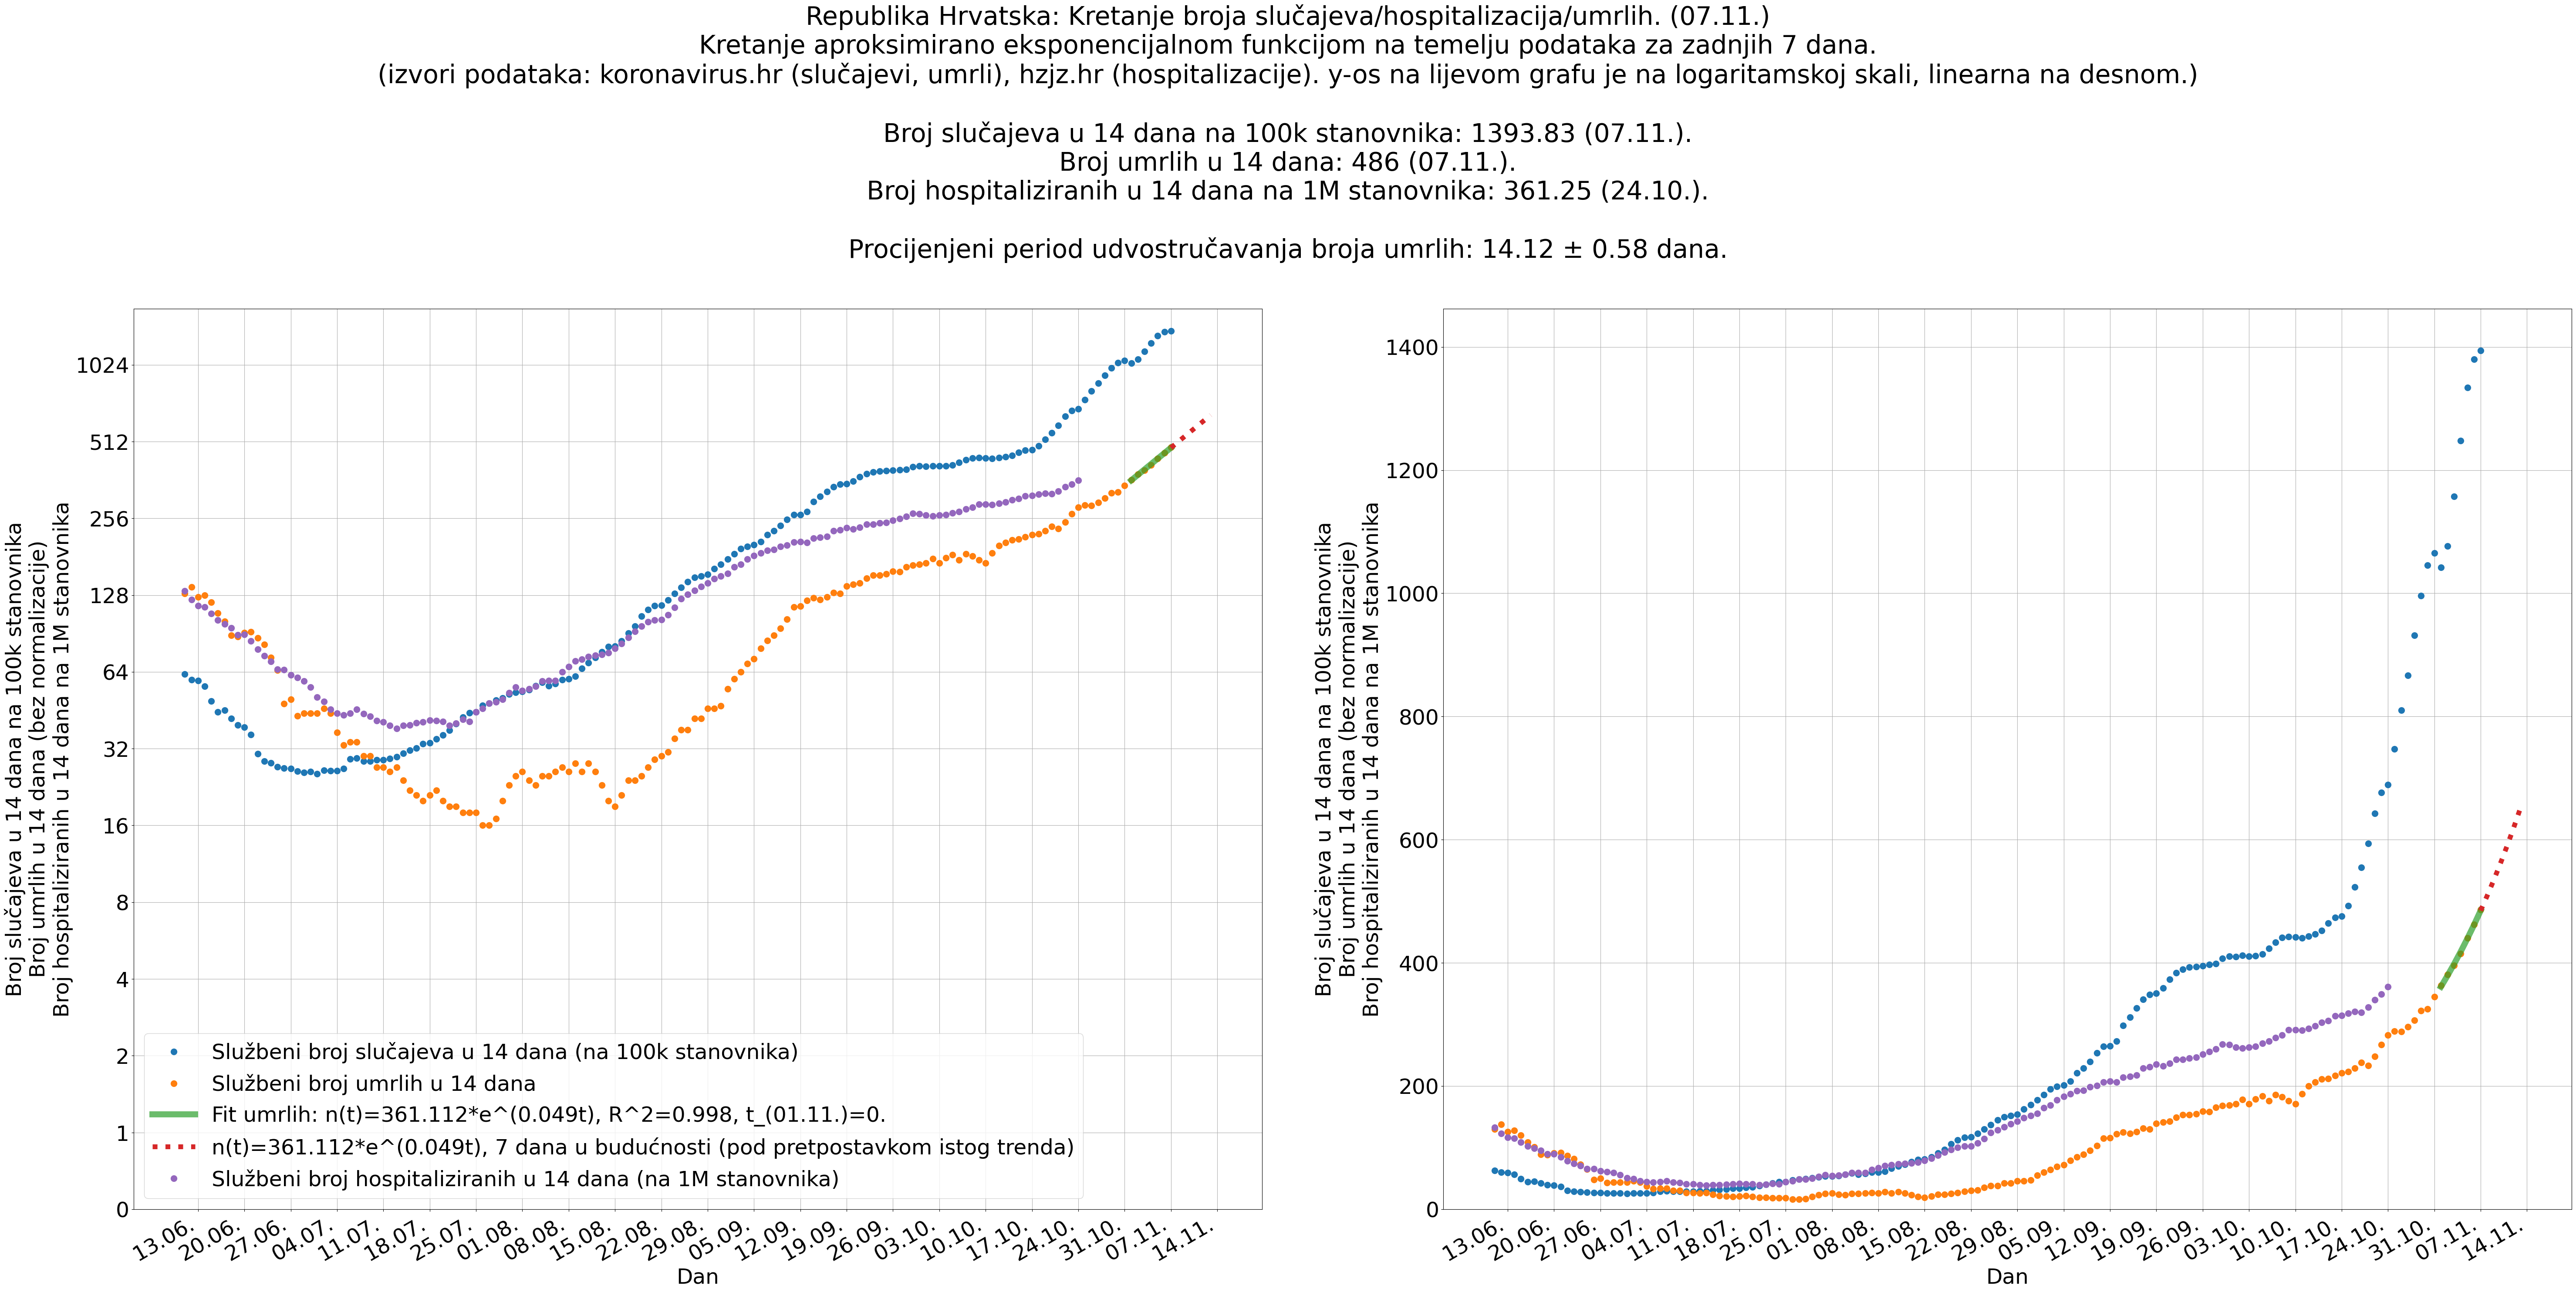 Republika Hrvatska: Kretanje broja slučajeva/hospitalizacija/umrlih. (07.11.)
Kretanje aproksimirano eksponencijalnom funkcijom na temelju podataka za zadnjih 7 dana.
(izvori podataka: koronavirus.hr (slučajevi, umrli), hzjz.hr (hospitalizacije). y-os na lijevom grafu je na logaritamskoj skali, linearna na desnom.)
Broj slučajeva u 14 dana na 100k stanovnika: 1393.83 (07.11.).
Broj umrlih u 14 dana: 486 (07.11.).
Broj hospitaliziranih u 14 dana na 1M stanovnika: 361.25 (24.10.).
Procijenjeni period udvostručavanja broja umrlih: 14.12 ± 0.58 dana.
Broj slučajeva u 14 dana na 100k stanovnika
Broj umrlih u 14 dana (bez normalizacije)
Broj hospitaliziranih u 14 dana na 1M stanovnika
1024
512
256
128
64
32
16
8
4
2
1
0
Službeni broj slučajeva u 14 dana (na 100k stanovnika)
Službeni broj umrlih u 14 dana
Fit umrlih: n(t)=361.112*e^(0.049t), R^2=0.998, t_(01.11.)=0.
n(t)=361.112*e^(0.049t), 7 dana u budućnosti (pod pretpostavkom istog trenda)
Službeni broj hospitaliziranih u 14 dana (na 1M stanovnika)
13.06. 20.06. 27.06. 04.07. 11.07. 18.07. 25.07. 01.08. 08.08. 15.08. 22.08. 29.08. 05.09. 12.09. 19.09. 26.09. 03.10. 10.10. 17.10. 24.10. 31.10. 07.11. 14.11.
Dan
Broj slučajeva u 14 dana na 100k stanovnika
Broj umrlih u 14 dana (bez normalizacije)
Broj hospitaliziranih u 14 dana na 1M stanovnika
1400
1200
1000
800
600
400
200
0
13.06. 20.06. 27.06. 04.07. 11.07. 18.07. 25.07. 01.08. 08.08. 15.08. 22.08. 29.08. 05.09. 12.09. 19.09. 26.09. 03.10. 10.10. 17.10. 24.10. 31.10. 07.11. 14.11.
Dan